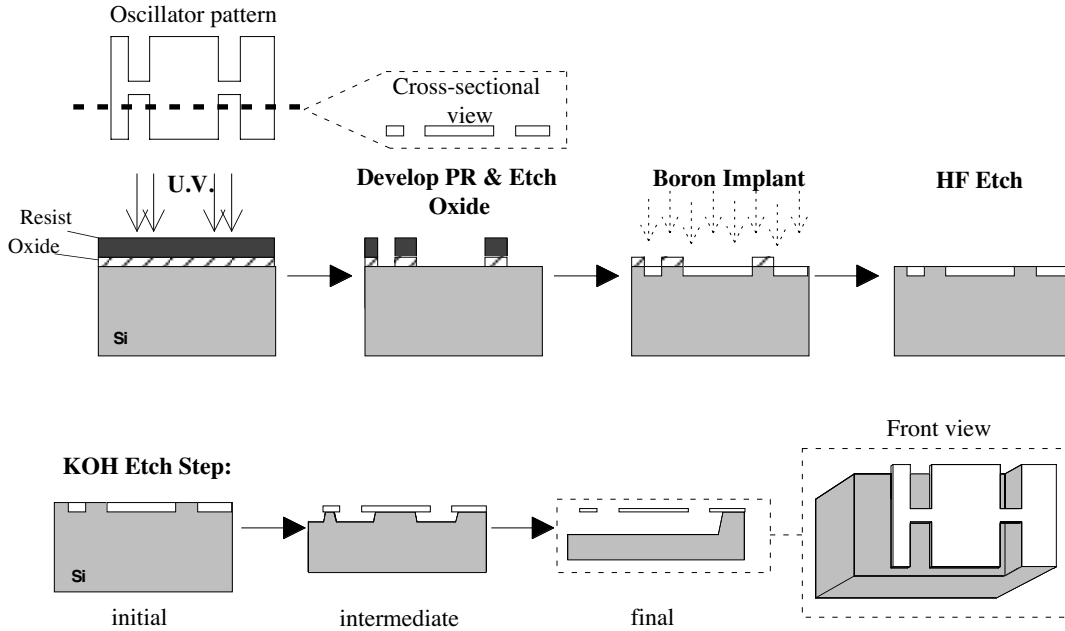 Oscillator pattern
Cross-sectional
view
U.V.
Develop PR & Etch
Oxide
Boron Implant
HF Etch
Resist
Oxide
Si
KOH Etch Step:
Front view
Si
initial
intermediate
final